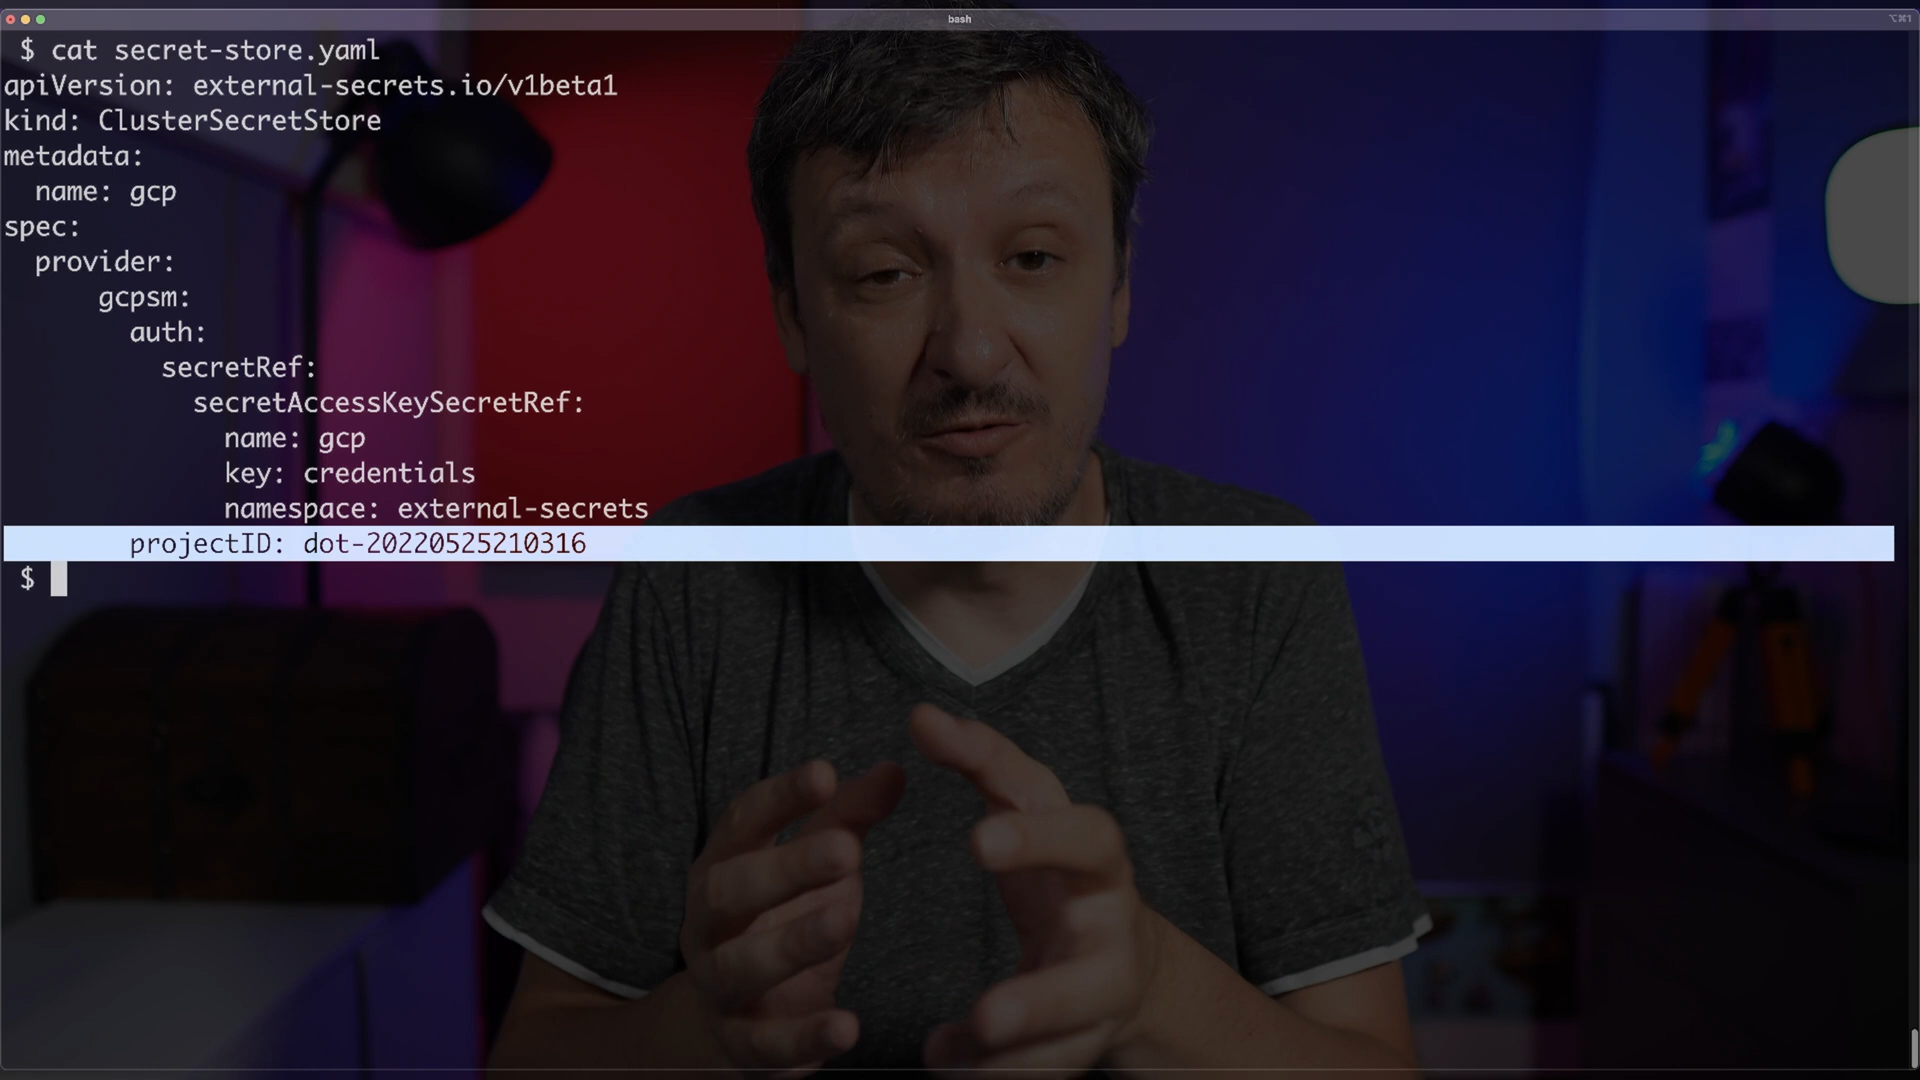 bash
⌥⌘1
$ cat secret-store.yaml
apiVersion: external-secrets.io/v1beta1
kind: ClusterSecretStore
metadata:
  name: gcp
spec:
  provider:
      gcpsm:
        auth:
          secretRef:
            secretAccessKeySecretRef:
              name: gcp
              key: credentials
              namespace: external-secrets
        projectID: dot-20220525210316
$